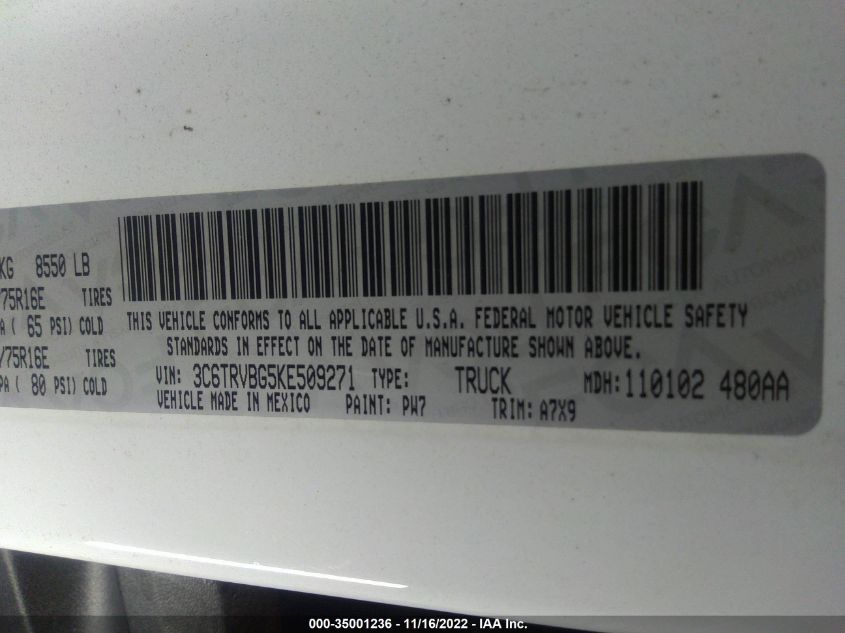 KG 8550 LB
/75R16E TIRES
PA ( 65 PSI) COLD
/75R16E TIRES
PA ( 80 PSI) COLD
THIS VEHICLE CONFORMS TO ALL APPLICABLE U.S.A. FEDERAL MOTOR VEHICLE SAFETY
STANDARDS IN EFFECT ON THE DATE OF MANUFACTURE SHOWN ABOVE.
VIN: 3C6TRVBG5KE509271 TYPE: TRUCK MDH: 110102 480AA
VEHICLE MADE IN MEXICO PAINT: PW7 TRIM: A7X9
000-35001236 - 11/16/2022 - IAA Inc.